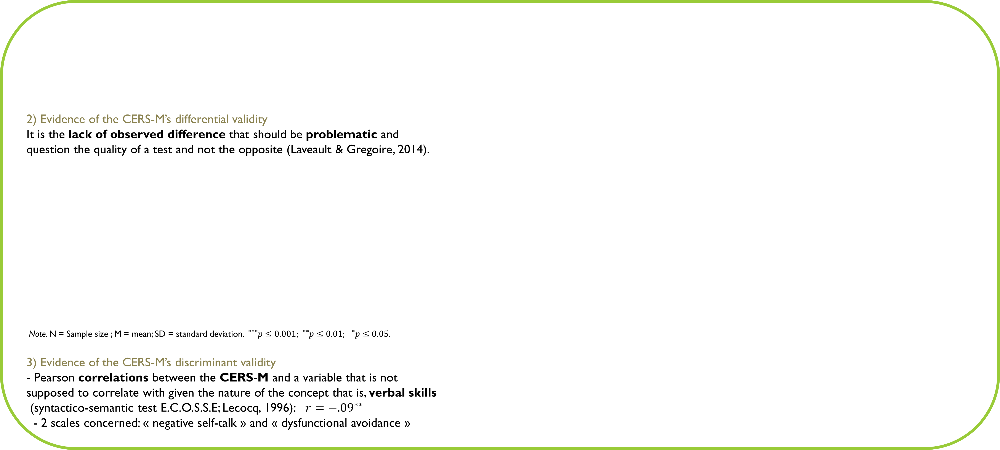 2) Evidence of the CERS-M’s differential validity
It is the lack of observed difference that should be problematic and
question the quality of a test and not the opposite (Laveault & Gregoire, 2014).
Note. N = Sample size ; M = mean; SD = standard deviation. ***p ≤ 0.001; **p ≤ 0.01; *p ≤ 0.05.
3) Evidence of the CERS-M’s discriminant validity
- Pearson correlations between the CERS-M and a variable that is not
supposed to correlate with given the nature of the concept that is, verbal skills
(syntactico-semantic test E.C.O.S.S.E; Lecocq, 1996): r = −.09**
- 2 scales concerned: « negative self-talk » and « dysfunctional avoidance »